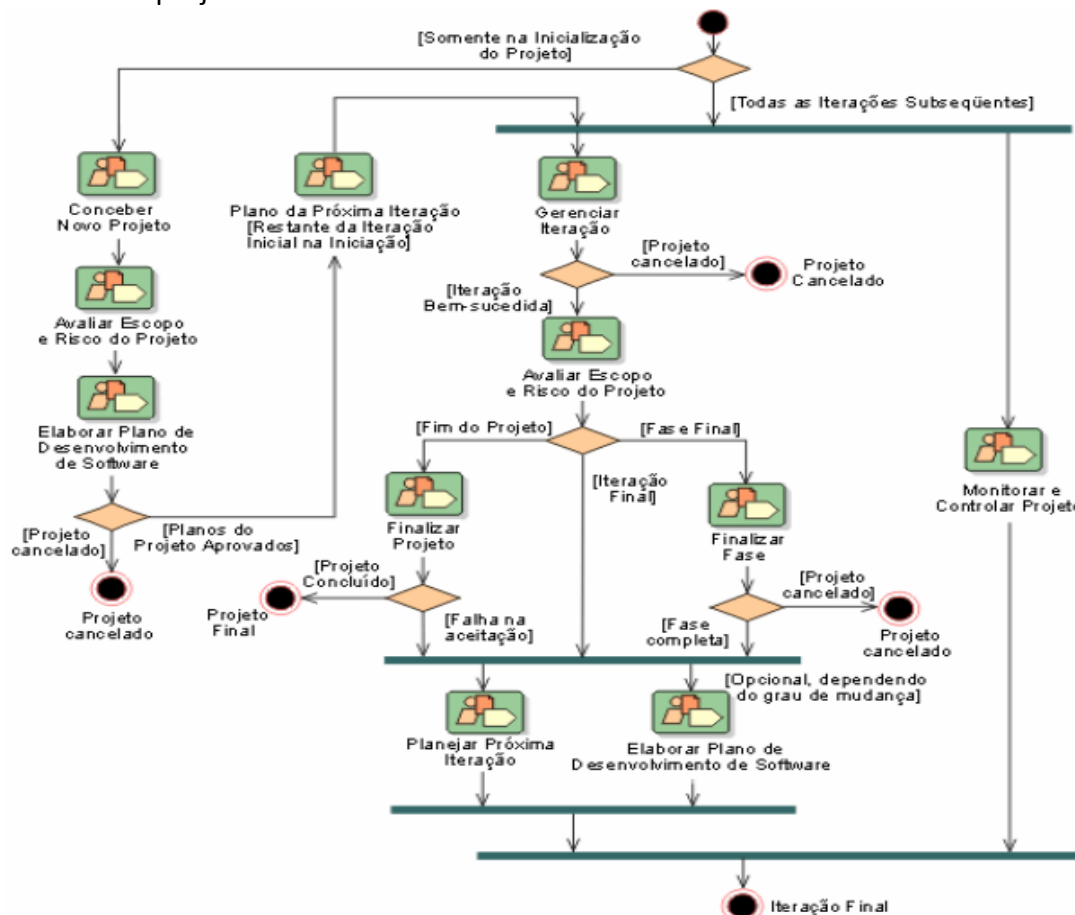 [Somente na Inicialização
do Projeto]
[Todas as Iterações Subseqüentes]
Conceber
Novo Projeto
Plano da Próxima Iteração
[Restante da Iteração
Inicial na Iniciação]
Gerenciar
Iteração
[Projeto
cancelado]
Projeto
Cancelado
[Iteração
Bem-sucedida]
Avaliar Escopo
e Risco do Projeto
Avaliar Escopo
e Risco do Projeto
Elaborar Plano de
Desenvolvimento
de Software
[Fim do Projeto]
[Fase Final]
[Iteração
Final]
Monitorar e
Controlar Projeto
[Projeto
cancelado]
[Planos do
Projeto Aprovados]
Projeto
cancelado
Finalizar
Projeto
Finalizar
Fase
[Projeto
Concluído]
Projeto
Final
[Falha na
aceitação]
[Projeto
cancelado]
Projeto
cancelado
[Fase
completa]
[Opcional, dependendo
do grau de mudança]
Planejar Próxima
Iteração
Elaborar Plano de
Desenvolvimento de Software
Iteração Final